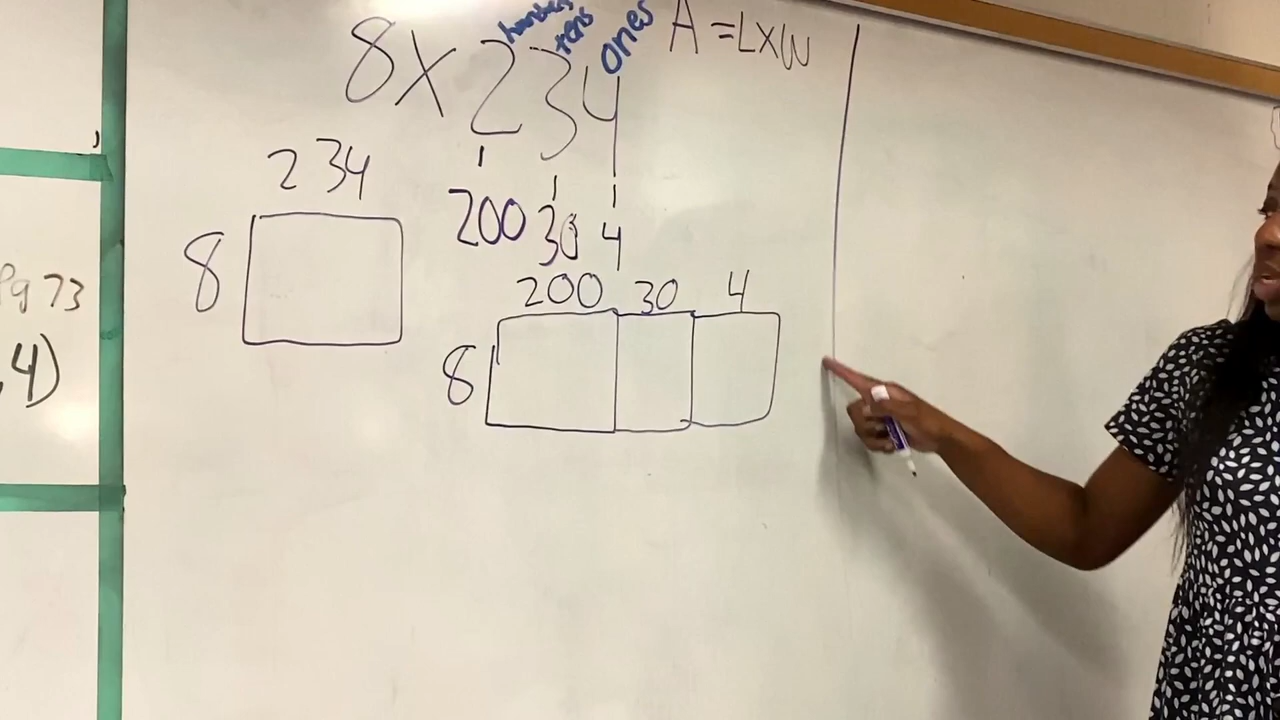 hundreds tens ones
8 x 234
A = L x W
234
8
200 30 4
200 30 4
8
Pg 73
,4)